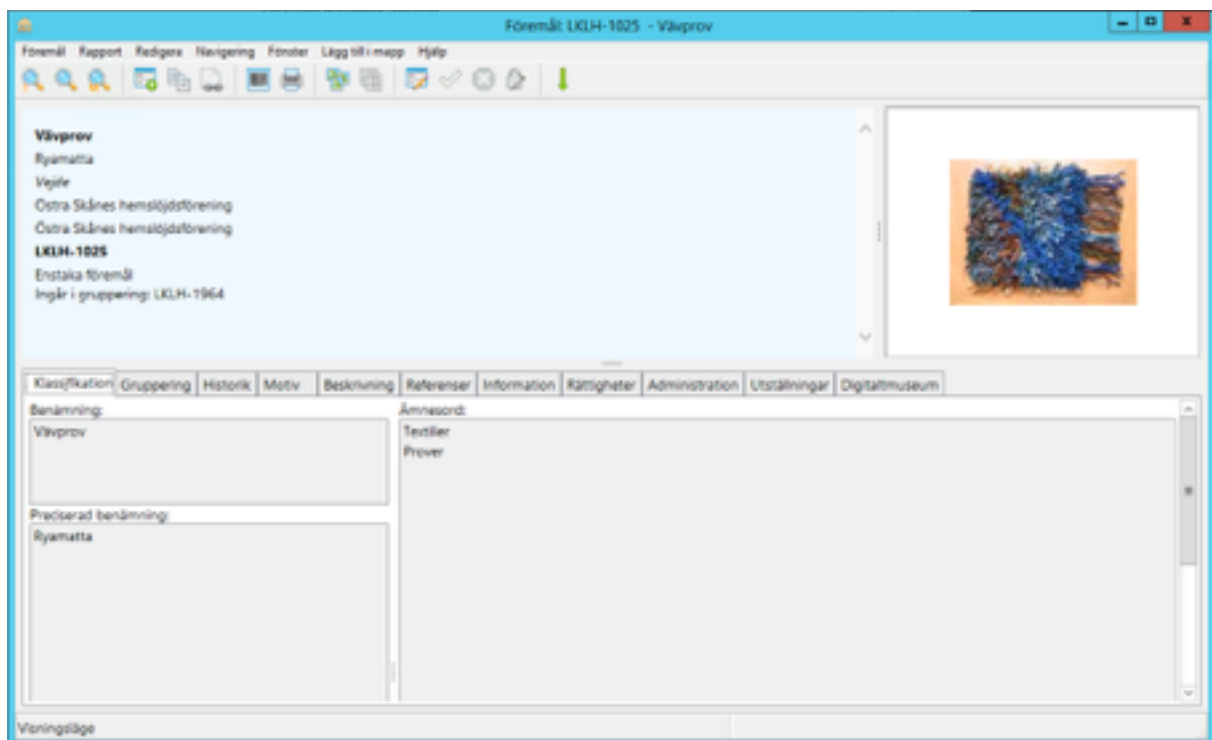 Föremål: LKLH-1025 - Vävprov
Föremål Rapport Redigera Navigering Fönster Lägg till i mapp Hjälp
Vävprov
Ryamatta
Östra Skånes hemslöjdsförening
Östra Skånes hemslöjdsförening
LKLH-1025
Enstaka föremål
Ingår i gruppering: LKLH-1964
Klassifikation Gruppering Historik Motiv Beskrivning Referenser Information Rättigheter Administration Utställningar Digitaltmuseum
Benämning: Ämnesord:
Vävprov Textilier
Prover
Preciserad benämning:
Ryamatta
Visningsläge